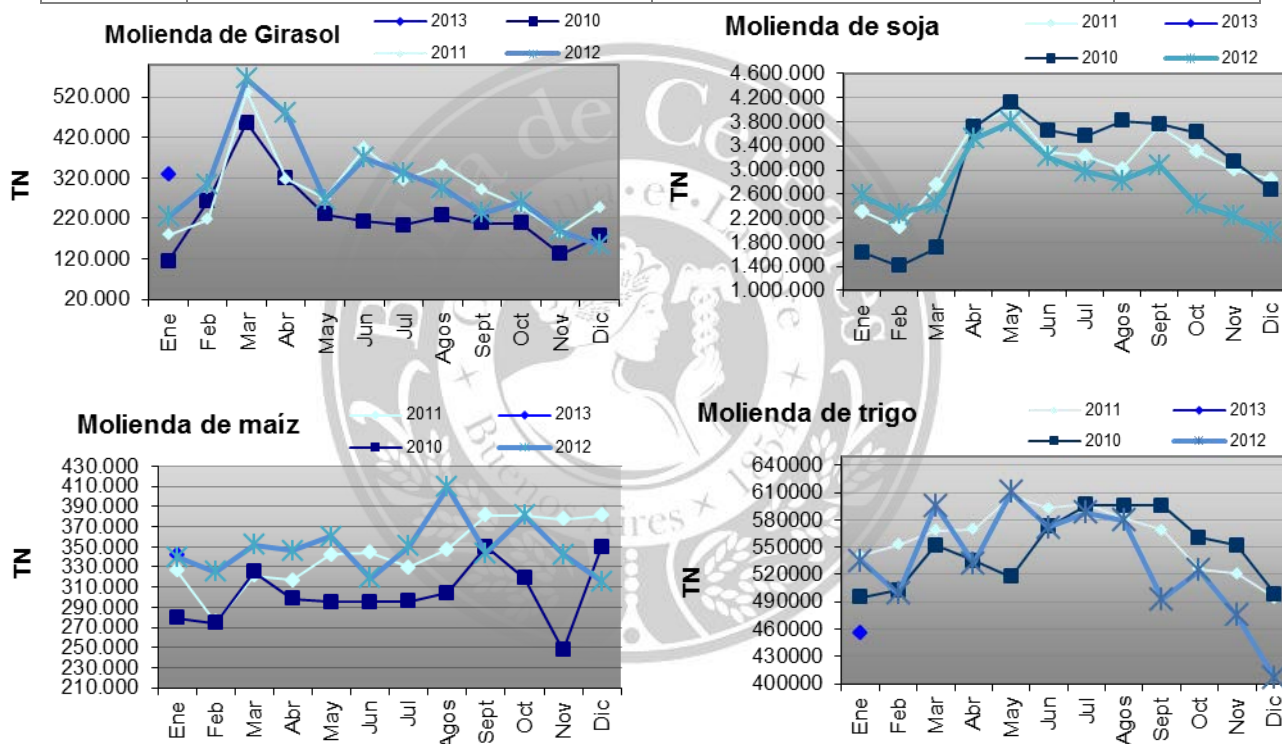 Molienda de Girasol
2013
2010
2011
2012
TN
520.000
420.000
320.000
220.000
120.000
20.000
Ene
Feb
Mar
Abr
May
Jun
Jul
Agos
Sept
Oct
Nov
Dic
Molienda de soja
2011
2013
2010
2012
TN
4.600.000
4.200.000
3.800.000
3.400.000
3.000.000
2.600.000
2.200.000
1.800.000
1.400.000
1.000.000
Ene
Feb
Mar
Abr
May
Jun
Jul
Agos
Sept
Oct
Nov
Dic
Molienda de maíz
2011
2013
2010
2012
TN
430.000
410.000
390.000
370.000
350.000
330.000
310.000
290.000
270.000
250.000
230.000
210.000
Ene
Feb
Mar
Abr
May
Jun
Jul
Agos
Sept
Oct
Nov
Dic
Molienda de trigo
2011
2013
2010
2012
TN
640000
610000
580000
550000
520000
490000
460000
430000
400000
Ene
Feb
Mar
Abr
May
Jun
Jul
Agos
Sept
Oct
Nov
Dic